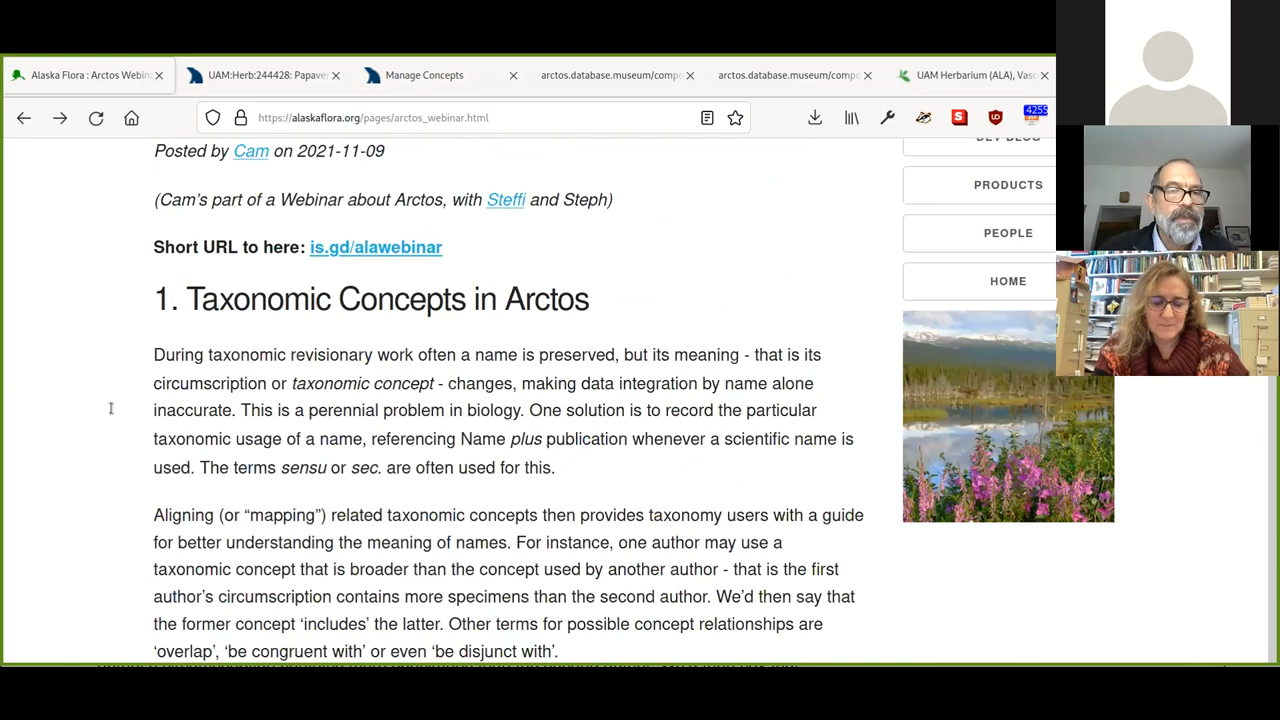 Alaska Flora : Arctos Webin
UAM:Herb:244428: Papave
Manage Concepts
arctos.database.museum/compo
arctos.database.museum/compo
UAM Herbarium (ALA), Vasc
https://alaskaflora.org/pages/arctos_webinar.html
4255
Posted by Cam on 2021-11-09
DEV BLOG
(Cam's part of a Webinar about Arctos, with Steffi and Steph)
PRODUCTS
Short URL to here: is.gd/alawebinar
PEOPLE
HOME
1. Taxonomic Concepts in Arctos
During taxonomic revisionary work often a name is preserved, but its meaning - that is its
circumscription or taxonomic concept - changes, making data integration by name alone
inaccurate. This is a perennial problem in biology. One solution is to record the particular
taxonomic usage of a name, referencing Name plus publication whenever a scientific name is
used. The terms sensu or sec. are often used for this.
Aligning (or “mapping”) related taxonomic concepts then provides taxonomy users with a guide
for better understanding the meaning of names. For instance, one author may use a
taxonomic concept that is broader than the concept used by another author - that is the first
author's circumscription contains more specimens than the second author. We'd then say that
the former concept ‘includes’ the latter. Other terms for possible concept relationships are
‘overlap’, ‘be congruent with’ or even ‘be disjunct with’.